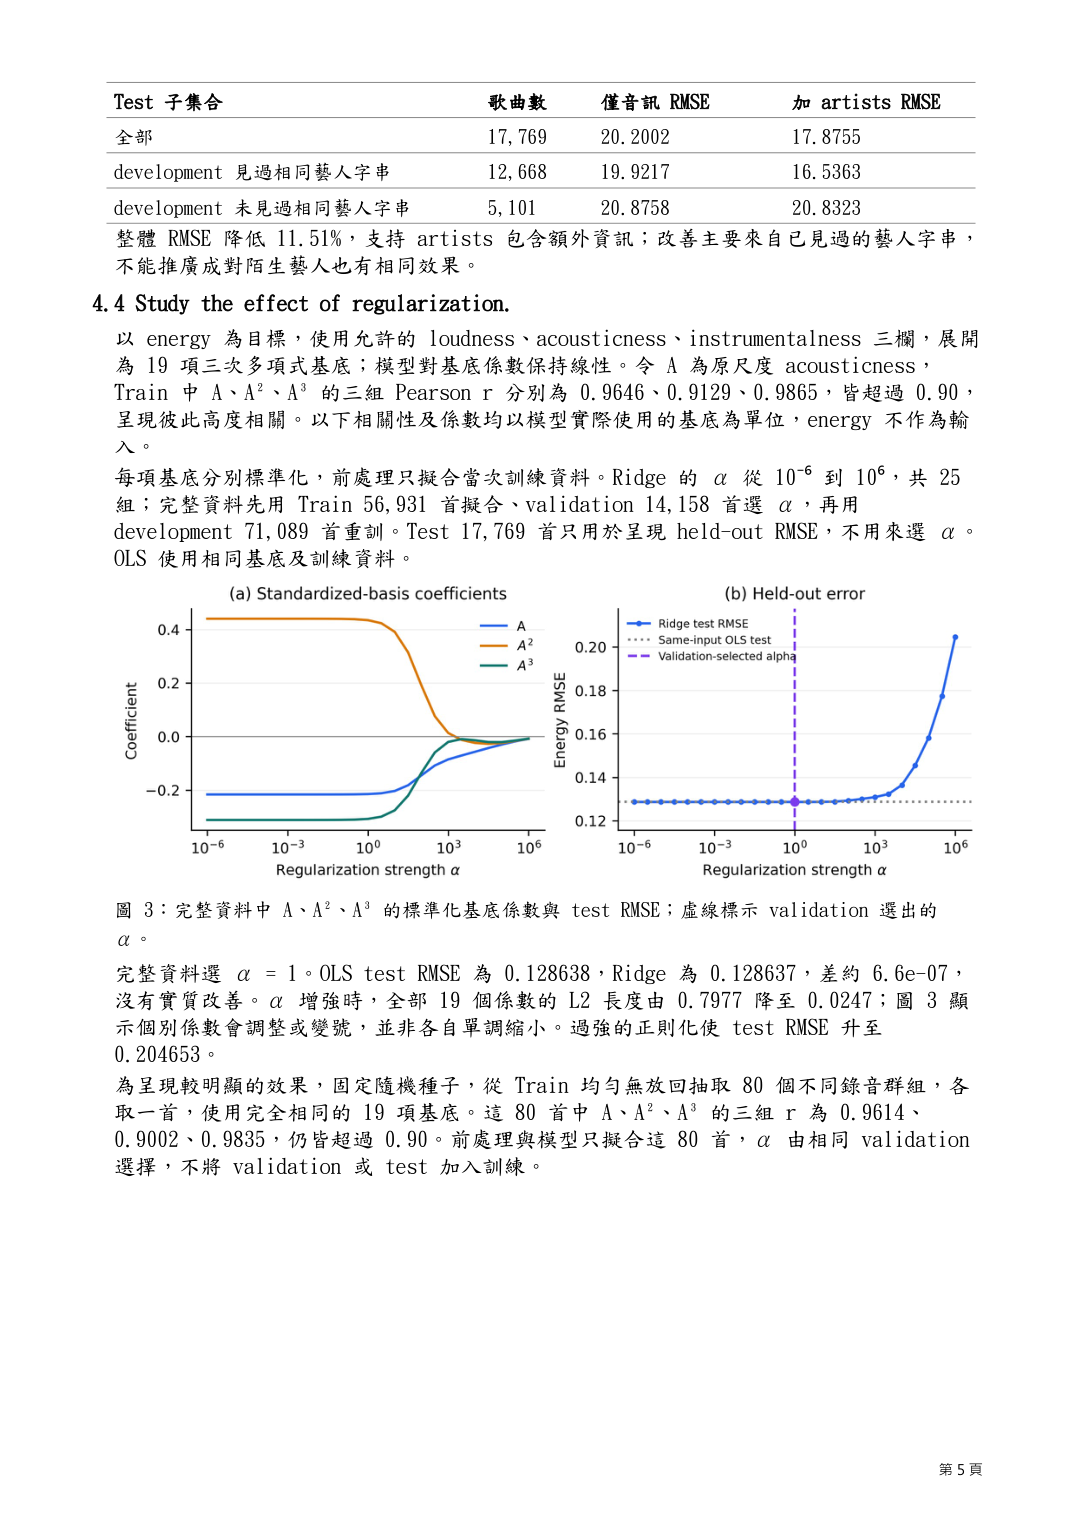 Test 子集合 歌曲數 僅音訊 RMSE 加 artists RMSE
全部 17,769 20.2002 17.8755
development 見過相同藝人字串 12,668 19.9217 16.5363
development 未見過相同藝人字串 5,101 20.8758 20.8323
整體 RMSE 降低 11.51%，支持 artists 包含額外資訊；改善主要來自已見過的藝人字串，
不能推廣成對陌生藝人也有相同效果。
4.4 Study the effect of regularization.
以 energy 為目標，使用允許的 loudness、acousticness、instrumentalness 三欄，展開
為 19 項三次多項式基底；模型對基底係數保持線性。令 A 為原尺度 acousticness，
Train 中 A、A²、A³ 的三組 Pearson r 分別為 0.9646、0.9129、0.9865，皆超過 0.90，
呈現彼此高度相關。以下相關性及係數均以模型實際使用的基底為單位，energy 不作為輸
入。
每項基底分別標準化，前處理只擬合當次訓練資料。Ridge 的 α 從 10⁻⁶ 到 10⁶，共 25
組；完整資料先用 Train 56,931 首擬合、validation 14,158 首選 α，再用
development 71,089 首重訓。Test 17,769 首只用於呈現 held-out RMSE，不用來選 α。
OLS 使用相同基底及訓練資料。
(a) Standardized-basis coefficients
Coefficient
0.4
0.2
0.0
−0.2
A
A²
A³
10⁻⁶ 10⁻³ 10⁰ 10³ 10⁶
Regularization strength α
(b) Held-out error
Energy RMSE
0.20
0.18
0.16
0.14
0.12
Ridge test RMSE
Same-input OLS test
Validation-selected alpha
10⁻⁶ 10⁻³ 10⁰ 10³ 10⁶
Regularization strength α
圖 3：完整資料中 A、A²、A³ 的標準化基底係數與 test RMSE；虛線標示 validation 選出的
α。
完整資料選 α = 1。OLS test RMSE 為 0.128638，Ridge 為 0.128637，差約 6.6e-07，
沒有實質改善。α 增強時，全部 19 個係數的 L2 長度由 0.7977 降至 0.0247；圖 3 顯
示個別係數會調整或變號，並非各自單調縮小。過強的正則化使 test RMSE 升至
0.204653。
為呈現較明顯的效果，固定隨機種子，從 Train 均勻無放回抽取 80 個不同錄音群組，各
取一首，使用完全相同的 19 項基底。這 80 首中 A、A²、A³ 的三組 r 為 0.9614、
0.9002、0.9835，仍皆超過 0.90。前處理與模型只擬合這 80 首，α 由相同 validation
選擇，不將 validation 或 test 加入訓練。
第 5 頁